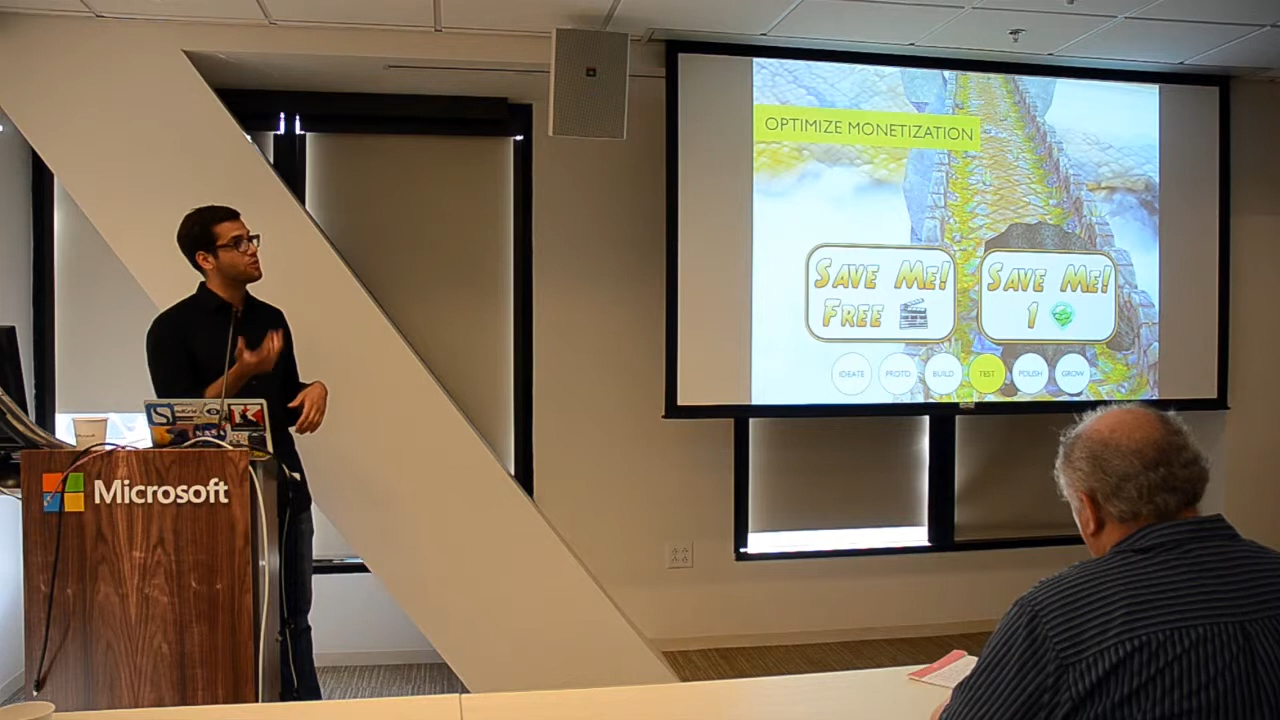 OPTIMIZE MONETIZATION
SAVE ME!
FREE
SAVE ME!
1
IDEATE
PROTO
BUILD
TEST
POLISH
GROW
Microsoft